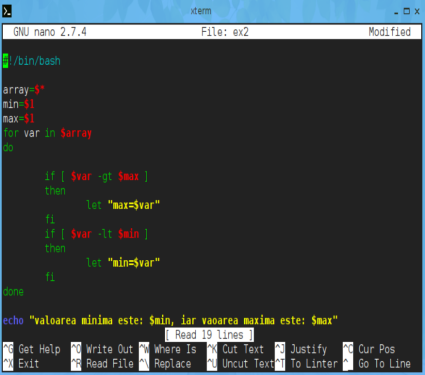 xterm
GNU nano 2.7.4 File: ex2 Modified
#!/bin/bash
array=$*
min=$1
max=$1
for var in $array
do
if [ $var -gt $max ]
then
let "max=$var"
fi
if [ $var -lt $min ]
then
let "min=$var"
fi
done
echo "valoarea minima este: $min, iar vaoarea maxima este: $max"
[ Read 19 lines ]
^G Get Help ^O Write Out ^W Where Is ^K Cut Text ^J Justify ^C Cur Pos
^X Exit ^R Read File ^\ Replace ^U Uncut Text ^T To Linter ^_ Go To Line